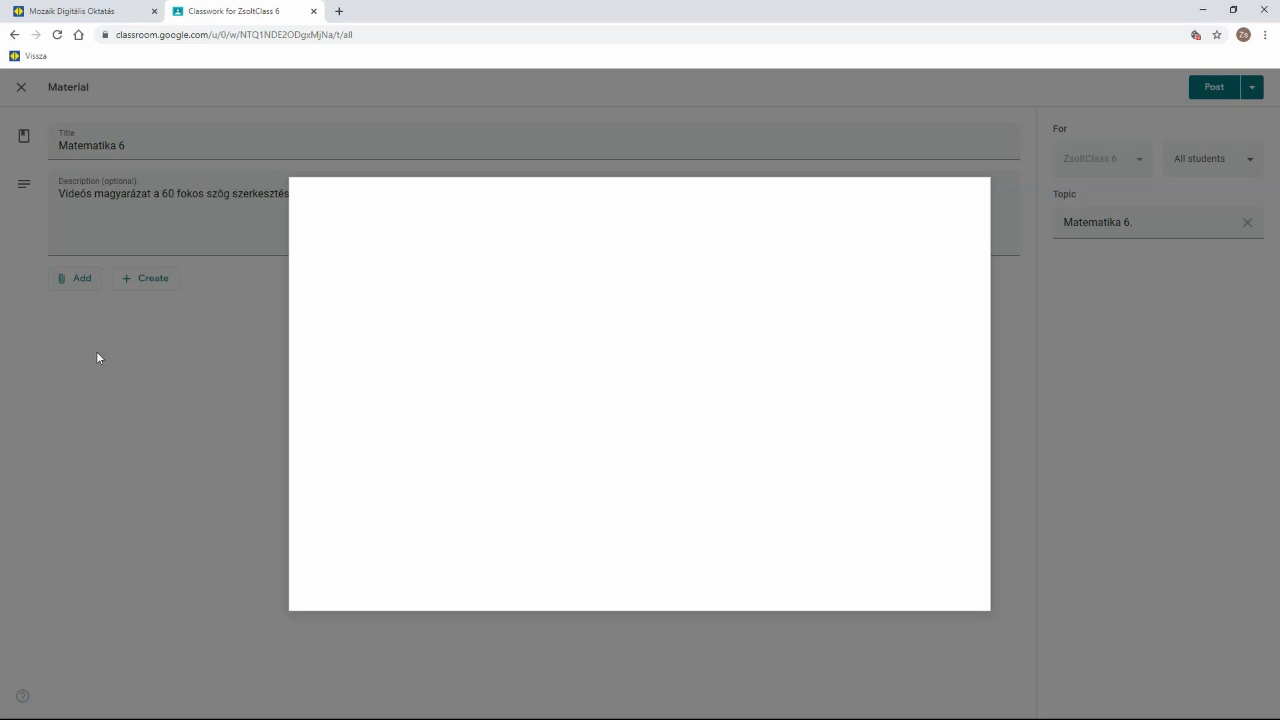 Mozaik Digitális Oktatás
Classwork for ZsoltClass 6
classroom.google.com/u/0/w/NTQ1NDE2ODgxMjNa/t/all
Zs
Vissza
Material
Post
Title
Matematika 6
Description (optional)
Videós magyarázat a 60 fokos szög szerkesztés
Add
Create
For
ZsoltClass 6
All students
Topic
Matematika 6.